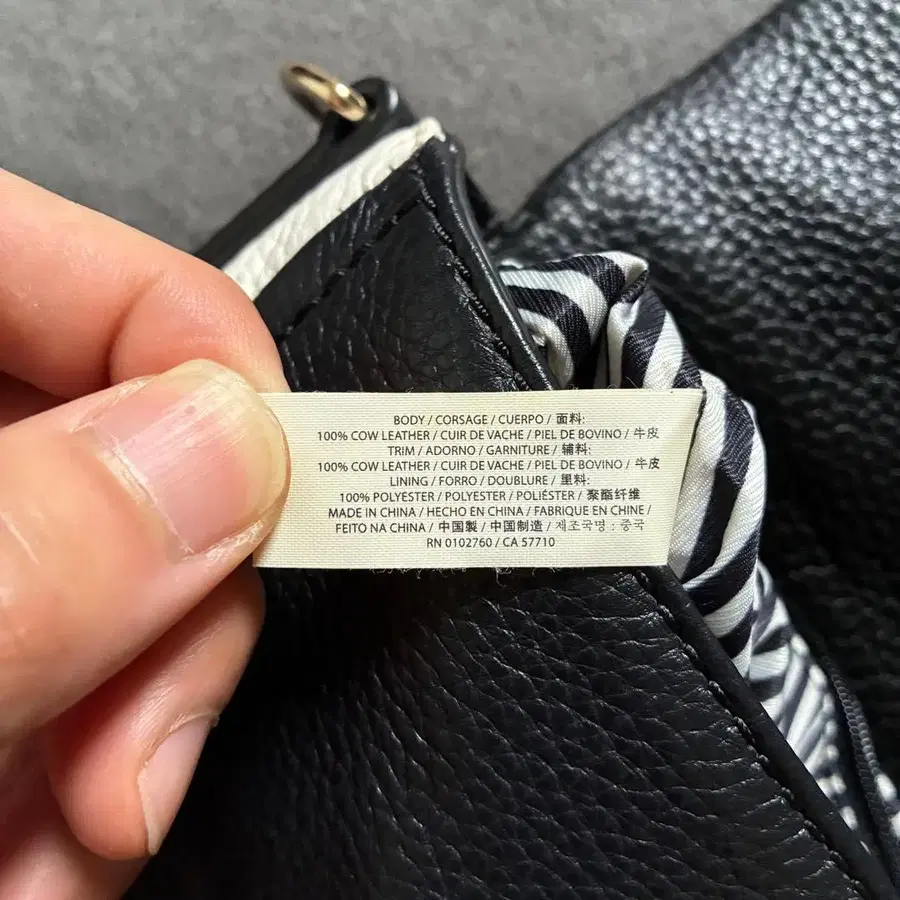 BODY / CORSAGE / CUERPO / 面料:
100% COW LEATHER / CUIR DE VACHE / PIEL DE BOVINO / 牛皮
TRIM / ADORNO / GARNITURE / 辅料:
100% COW LEATHER / CUIR DE VACHE / PIEL DE BOVINO / 牛皮
LINING / FORRO / DOUBLURE / 里料:
100% POLYESTER / POLYESTER / POLIÉSTER / 聚酯纤维
MADE IN CHINA / HECHO EN CHINA / FABRIQUE EN CHINE /
FEITO NA CHINA / 中国製 / 中国制造 / 제조국명 : 중국
RN 0102760 / CA 57710